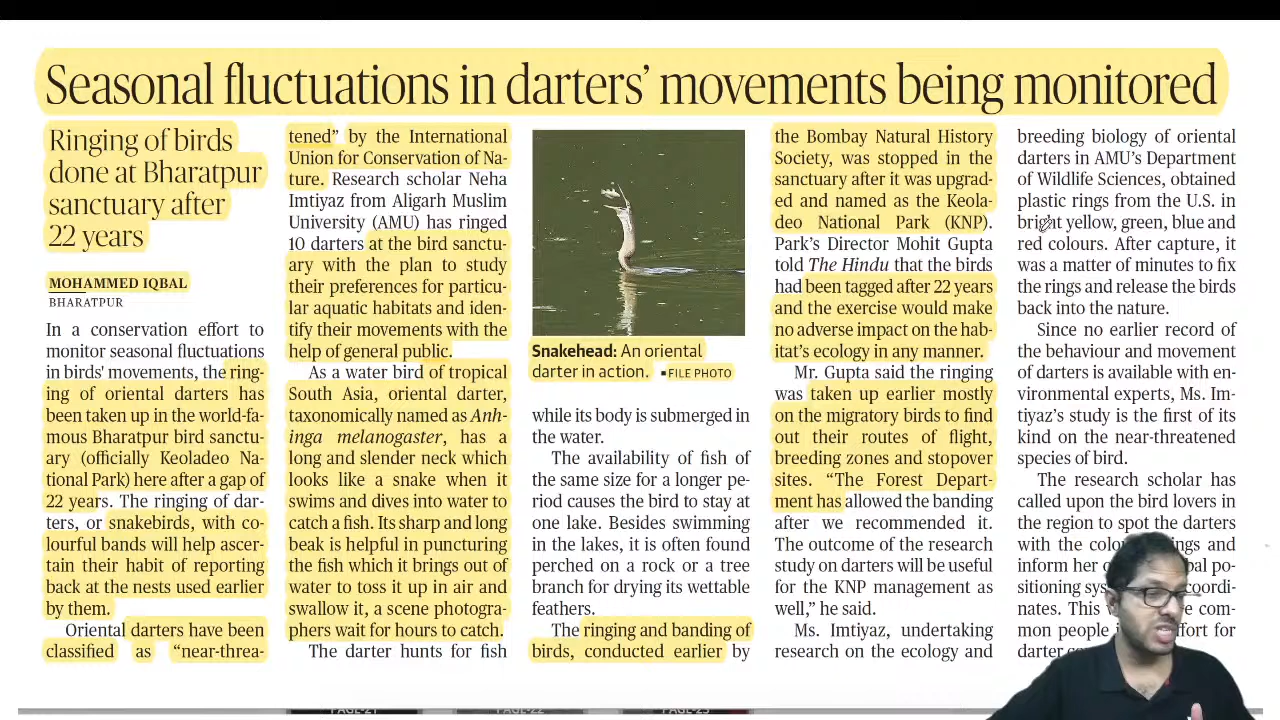 Seasonal fluctuations in darters’ movements being monitored
Ringing of birds
done at Bharatpur
sanctuary after
22 years
MOHAMMED IQBAL
BHARATPUR
In a conservation effort to
monitor seasonal fluctuations
in birds' movements, the ring-
ing of oriental darters has
been taken up in the world-fa-
mous Bharatpur bird sanctu-
ary (officially Keoladeo Na-
tional Park) here after a gap of
22 years. The ringing of dar-
ters, or snakebirds, with co-
lourful bands will help ascer-
tain their habit of reporting
back at the nests used earlier
by them.
Oriental darters have been
classified as “near-threa-
tened” by the International
Union for Conservation of Na-
ture. Research scholar Neha
Imtiyaz from Aligarh Muslim
University (AMU) has ringed
10 darters at the bird sanctu-
ary with the plan to study
their preferences for particu-
lar aquatic habitats and iden-
tify their movements with the
help of general public.
As a water bird of tropical
South Asia, oriental darter,
taxonomically named as Anh-
inga melanogaster, has a
long and slender neck which
looks like a snake when it
swims and dives into water to
catch a fish. Its sharp and long
beak is helpful in puncturing
the fish which it brings out of
water to toss it up in air and
swallow it, a scene photogra-
phers wait for hours to catch.
The darter hunts for fish
Snakehead: An oriental
darter in action. ▪FILE PHOTO
while its body is submerged in
the water.
The availability of fish of
the same size for a longer pe-
riod causes the bird to stay at
one lake. Besides swimming
in the lakes, it is often found
perched on a rock or a tree
branch for drying its wettable
feathers.
The ringing and banding of
birds, conducted earlier by
the Bombay Natural History
Society, was stopped in the
sanctuary after it was upgrad-
ed and named as the Keola-
deo National Park (KNP).
Park’s Director Mohit Gupta
told The Hindu that the birds
had been tagged after 22 years
and the exercise would make
no adverse impact on the hab-
itat’s ecology in any manner.
Mr. Gupta said the ringing
was taken up earlier mostly
on the migratory birds to find
out their routes of flight,
breeding zones and stopover
sites. “The Forest Depart-
ment has allowed the banding
after we recommended it.
The outcome of the research
study on darters will be useful
for the KNP management as
well,” he said.
Ms. Imtiyaz, undertaking
research on the ecology and
breeding biology of oriental
darters in AMU’s Department
of Wildlife Sciences, obtained
plastic rings from the U.S. in
bright yellow, green, blue and
red colours. After capture, it
was a matter of minutes to fix
the rings and release the birds
back into the nature.
Since no earlier record of
the behaviour and movement
of darters is available with en-
vironmental experts, Ms. Im-
tiyaz’s study is the first of its
kind on the near-threatened
species of bird.
The research scholar has
called upon the bird lovers in
the region to spot the darters
with the
inform her
This
mon people
darter
PAGE-21
PAGE-22
PAGE-23